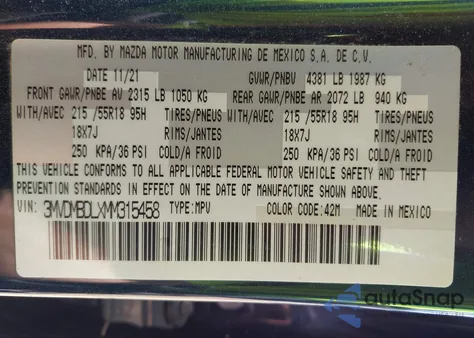 MFD. BY MAZDA MOTOR MANUFACTURING DE MEXICO S.A. DE C.V.
DATE 11/21 GVWR/PNBV 4381 LB 1987 KG
FRONT GAWR/PNBE AV 2315 LB 1050 KG REAR GAWR/PNBE AR 2072 LB 940 KG
WITH/AVEC 215 /55R18 95H TIRES/PNEUS WITH/AVEC 215 /55R18 95H TIRES/PNEUS
18X7J RIMS/JANTES 18X7J RIMS/JANTES
250 KPA/36 PSI COLD/A FROID 250 KPA/36 PSI COLD/A FROID
THIS VEHICLE CONFORMS TO ALL APPLICABLE FEDERAL MOTOR VEHICLE SAFETY AND THEFT
PREVENTION STANDARDS IN EFFECT ON THE DATE OF MANUFACTURE SHOWN ABOVE.
VIN: 3MVDMBDLXMM315458 TYPE:MPV COLOR CODE:42M MADE IN MEXICO
autoSnap